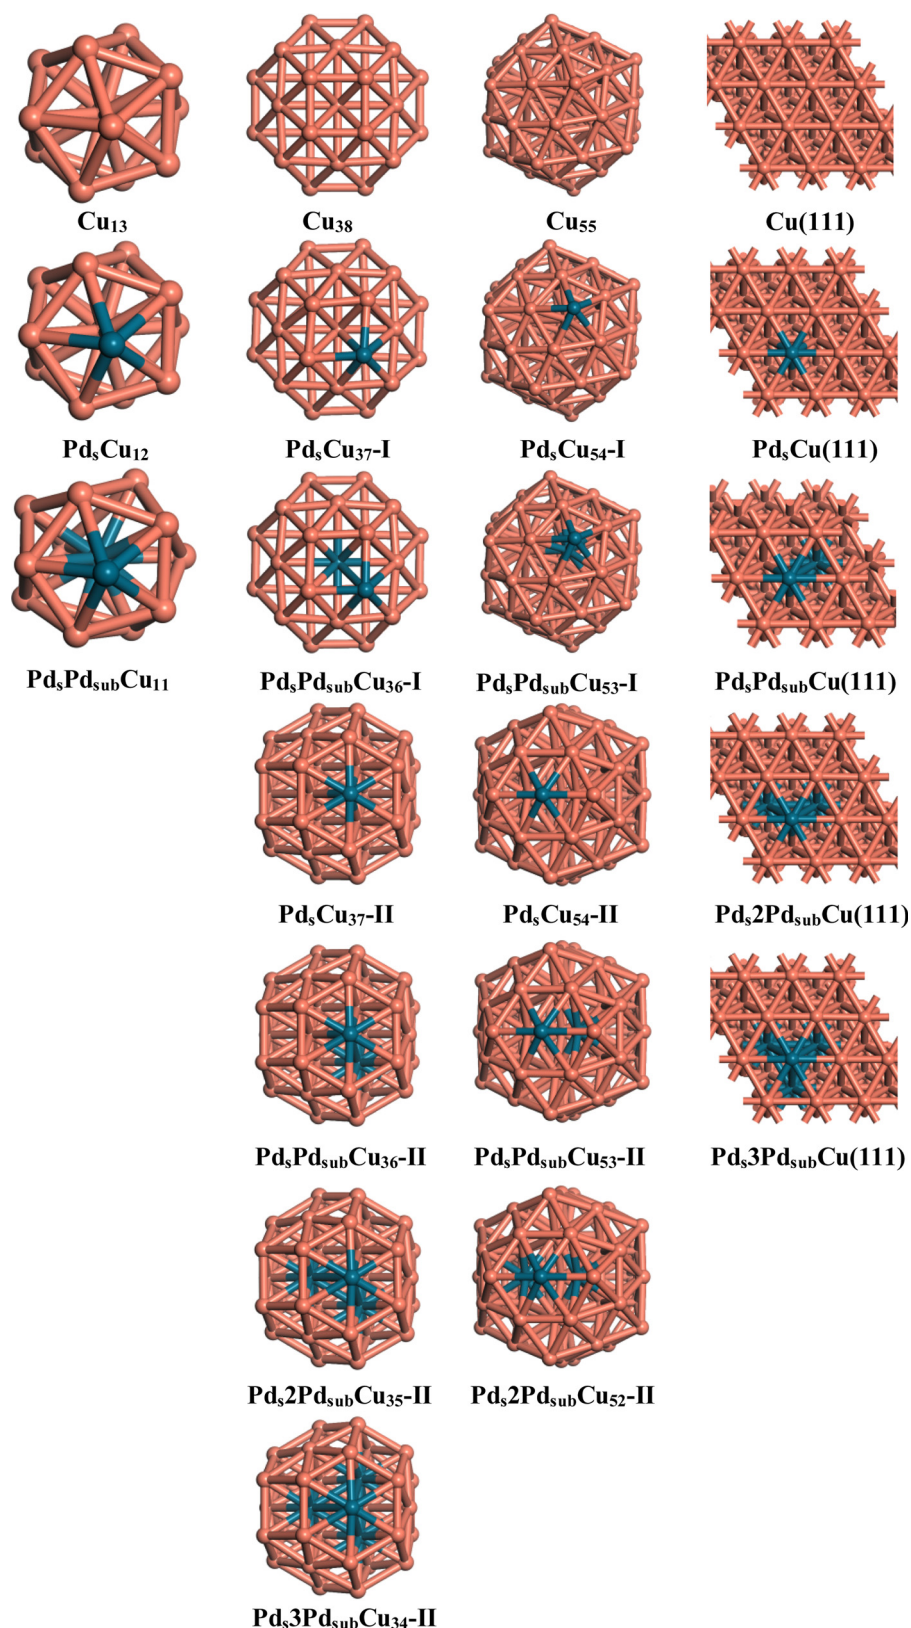 Cu₁₃ Cu₃₈ Cu₅₅ Cu(111)
PdₛCu₁₂ PdₛCu₃₇-I PdₛCu₅₄-I PdₛCu(111)
PdₛPdₛᵤbCu₁₁ PdₛPdₛᵤbCu₃₆-I PdₛPdₛᵤbCu₅₃-I PdₛPdₛᵤbCu(111)
PdₛCu₃₇-II PdₛCu₅₄-II Pdₛ2PdₛᵤbCu(111)
PdₛPdₛᵤbCu₃₆-II PdₛPdₛᵤbCu₅₃-II Pdₛ3PdₛᵤbCu(111)
Pdₛ2PdₛᵤbCu₃₅-II Pdₛ2PdₛᵤbCu₅₂-II
Pdₛ3PdₛᵤbCu₃₄-II